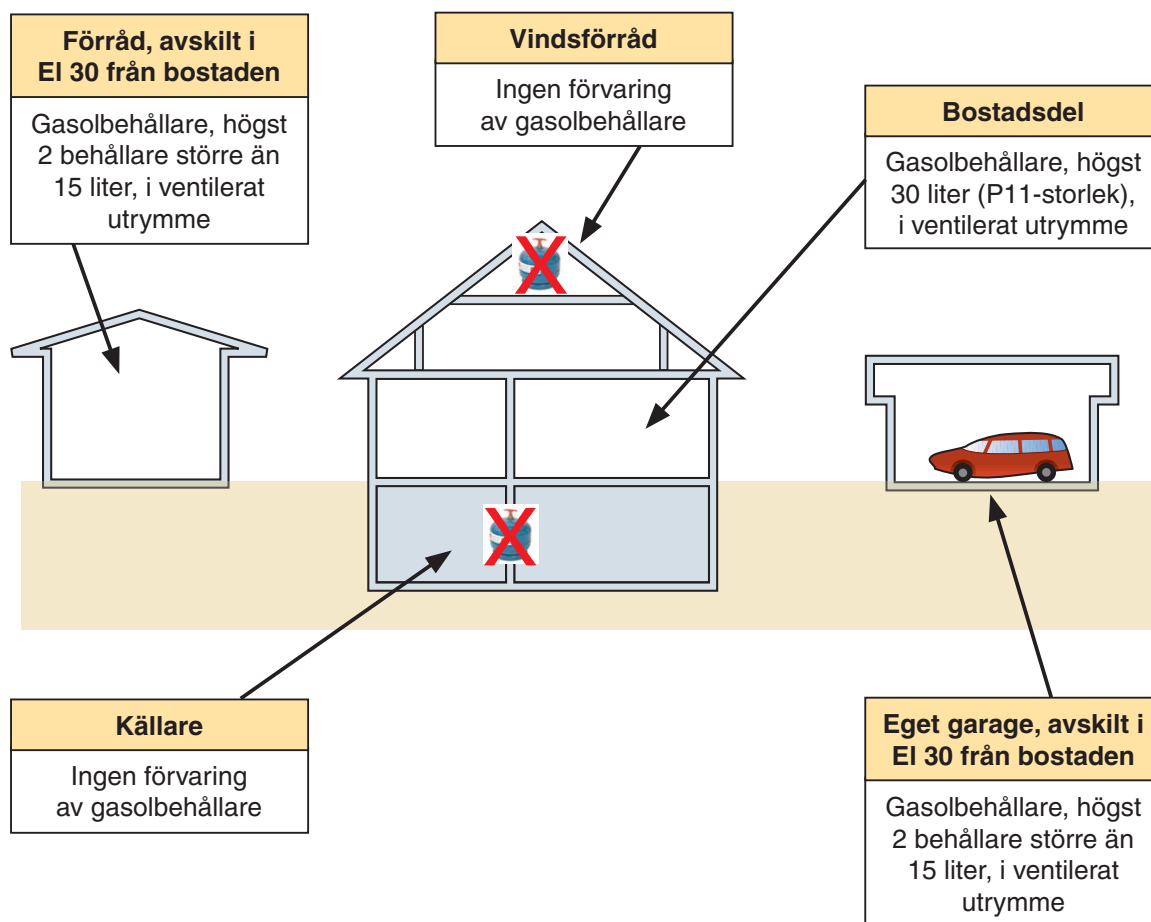 Förråd, avskilt i
EI 30 från bostaden
Gasolbehållare, högst
2 behållare större än
15 liter, i ventilerat
utrymme
Vindsförråd
Ingen förvaring
av gasolbehållare
Bostadsdel
Gasolbehållare, högst
30 liter (P11-storlek),
i ventilerat utrymme
Källare
Ingen förvaring
av gasolbehållare
Eget garage, avskilt i
EI 30 från bostaden
Gasolbehållare, högst
2 behållare större än
15 liter, i ventilerat
utrymme